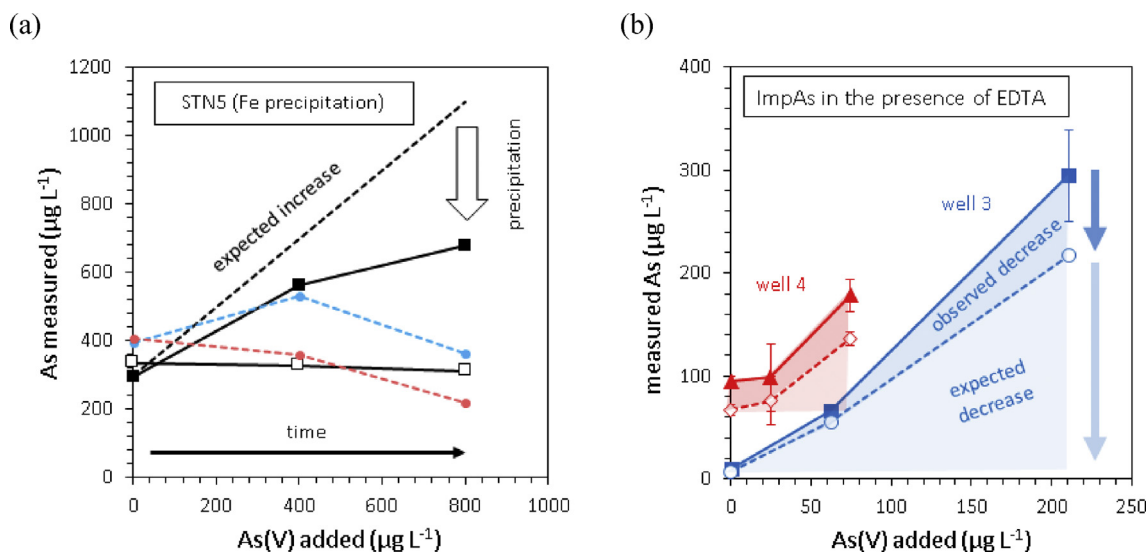 (a)
1200
1000
800
600
400
200
0
As measured (µg L⁻¹)
STN5 (Fe precipitation)
expected increase
precipitation
time
0 200 400 600 800 1000
As(V) added (µg L⁻¹)
(b)
400
300
200
100
0
measured As (µg L⁻¹)
ImpAs in the presence of EDTA
well 3
well 4
observed decrease
expected
decrease
0 50 100 150 200 250
As(V) added (µg L⁻¹)